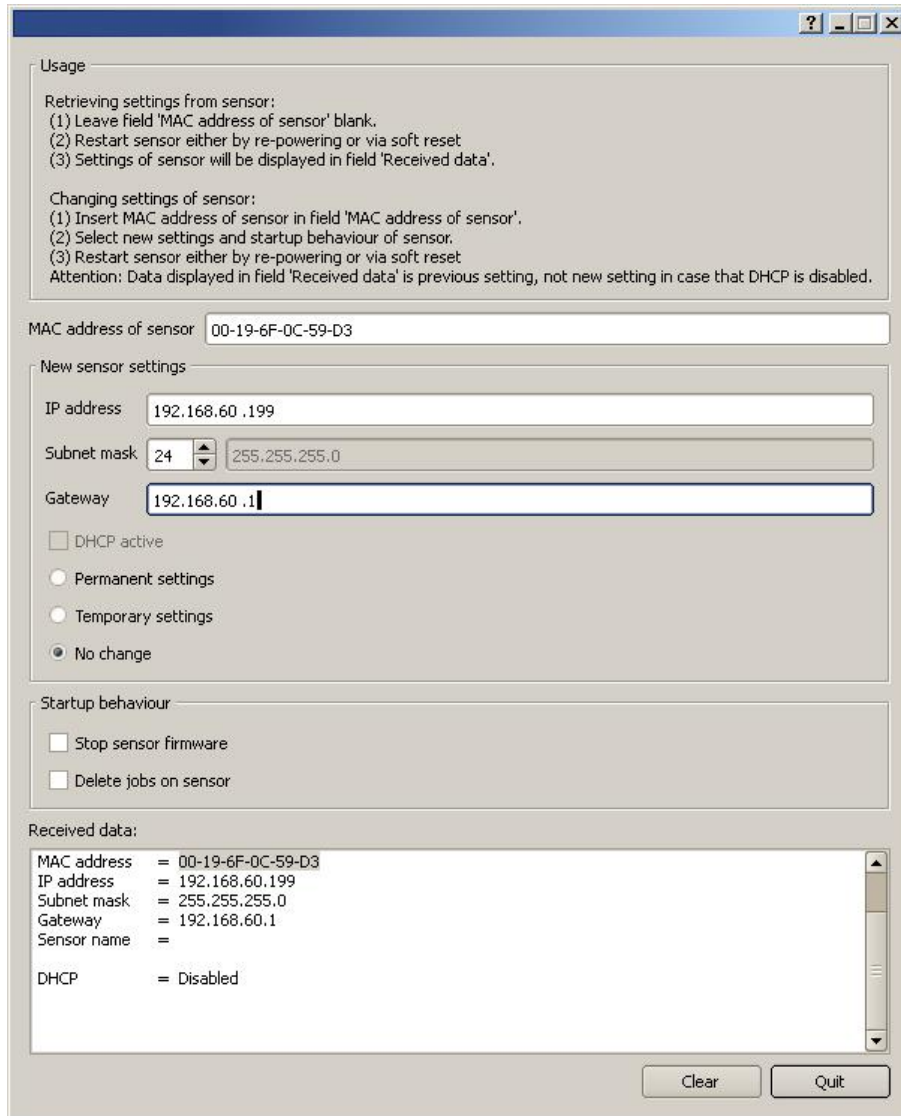 Usage
Retrieving settings from sensor:
(1) Leave field 'MAC address of sensor' blank.
(2) Restart sensor either by re-powering or via soft reset
(3) Settings of sensor will be displayed in field 'Received data'.
Changing settings of sensor:
(1) Insert MAC address of sensor in field 'MAC address of sensor'.
(2) Select new settings and startup behaviour of sensor.
(3) Restart sensor either by re-powering or via soft reset
Attention: Data displayed in field 'Received data' is previous setting, not new setting in case that DHCP is disabled.
MAC address of sensor 00-19-6F-0C-59-D3
New sensor settings
IP address 192.168.60 .199
Subnet mask 24 255.255.255.0
Gateway 192.168.60 .1
DHCP active
Permanent settings
Temporary settings
No change
Startup behaviour
Stop sensor firmware
Delete jobs on sensor
Received data:
MAC address = 00-19-6F-0C-59-D3
IP address = 192.168.60.199
Subnet mask = 255.255.255.0
Gateway = 192.168.60.1
Sensor name =
DHCP = Disabled
Clear Quit